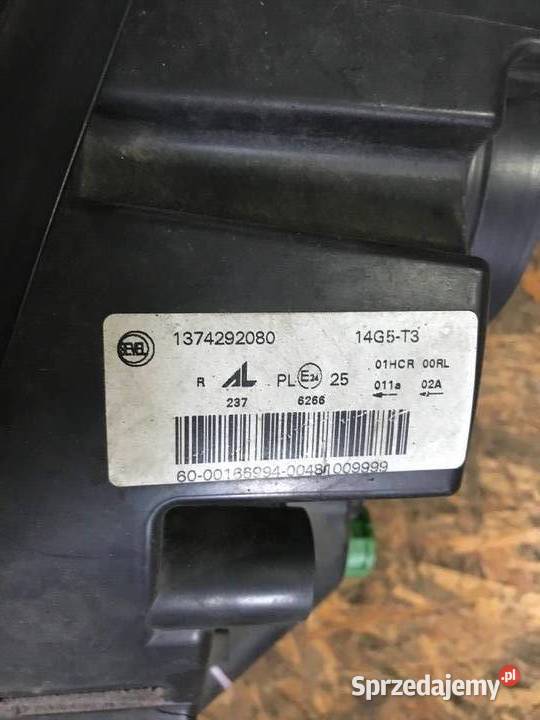 SEVEL 1374292080 14G5-T3
R AL PL E24 25 01HCR 00RL
237 6266 011a 02A
60-00166994-00481009999
Sprzedajemy.pl